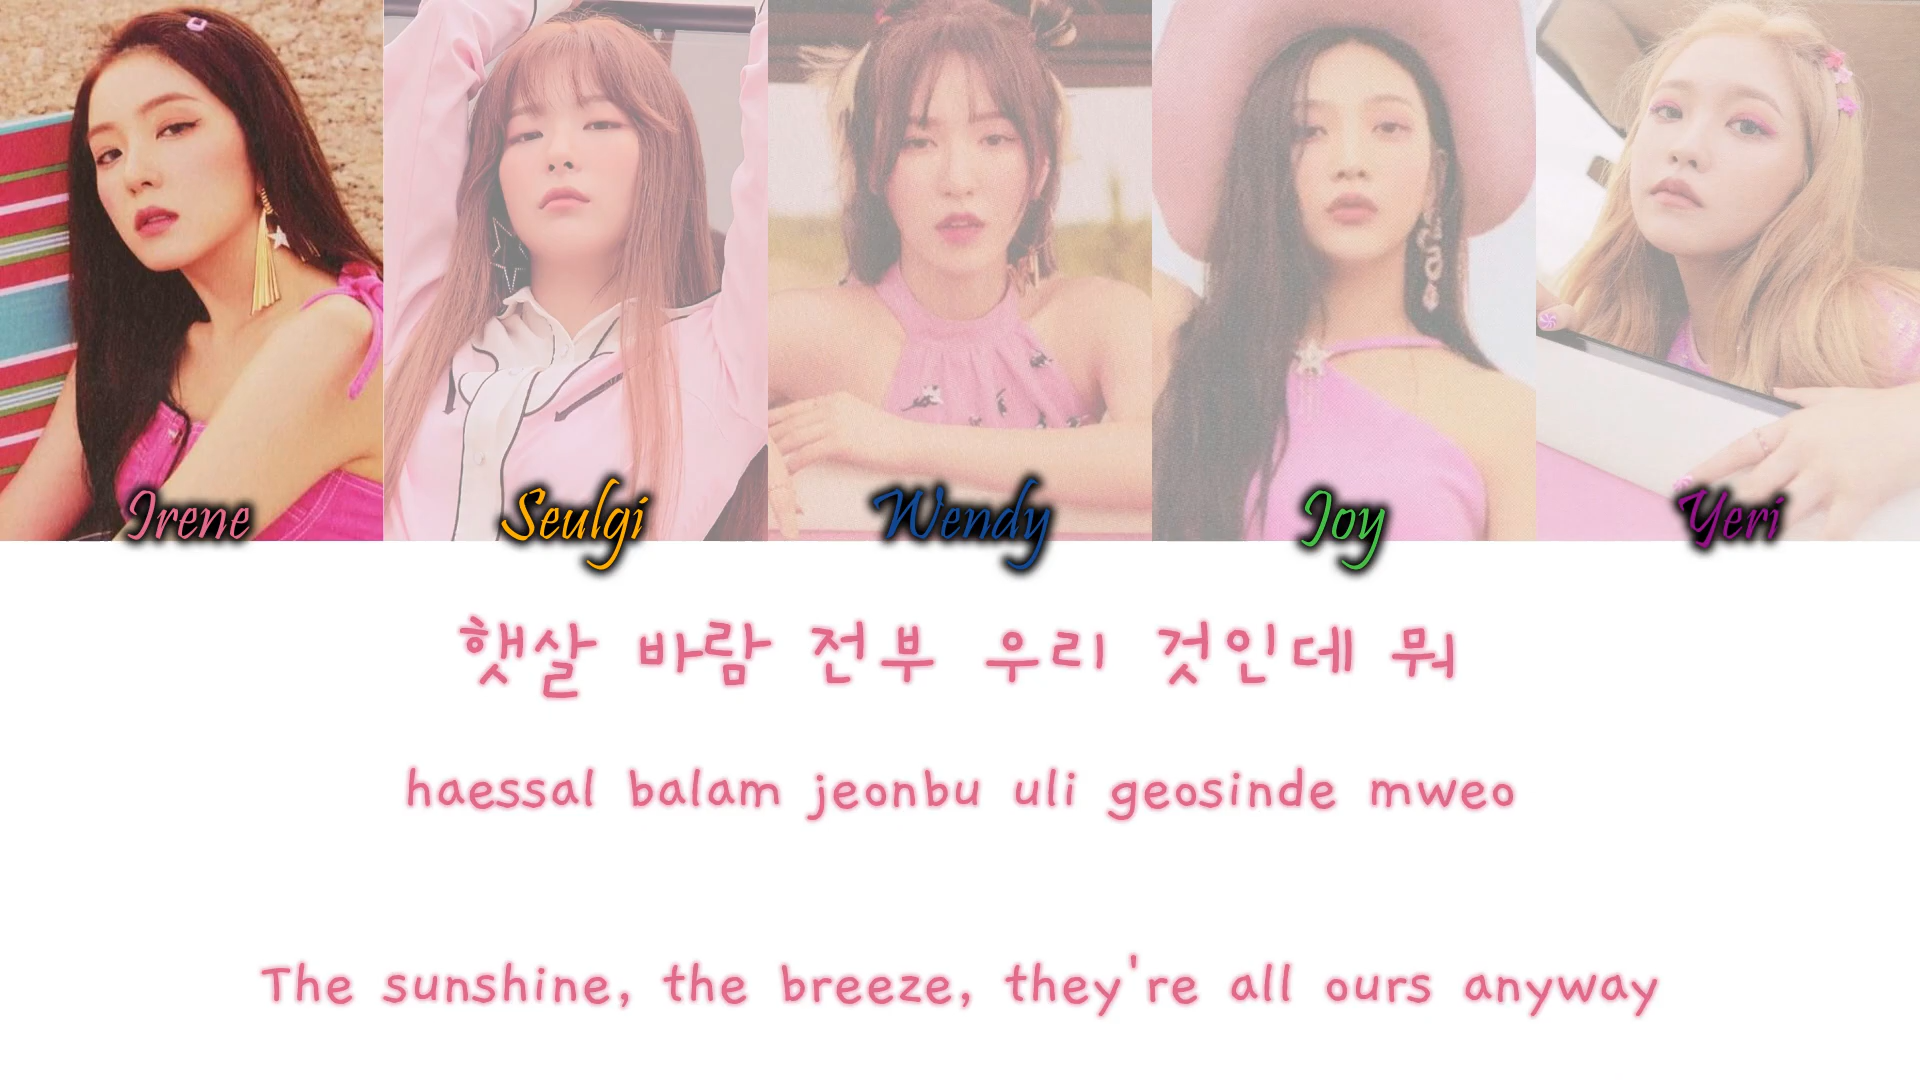 Irene Seulgi Wendy Joy Yeri
햇살 바람 전부 우리 것인데 뭐
haessal balam jeonbu uli geosinde mweo
The sunshine, the breeze, they're all ours anyway